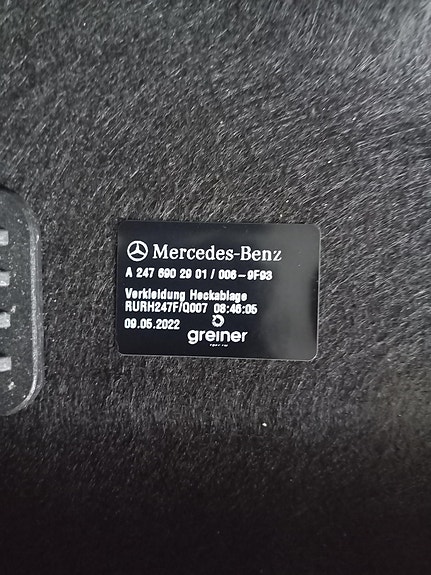 Mercedes-Benz
A 247 690 29 01 / 006-9F93
Verkleidung Heckablage
RURH247F/Q007 08:46:05
09.05.2022
greiner